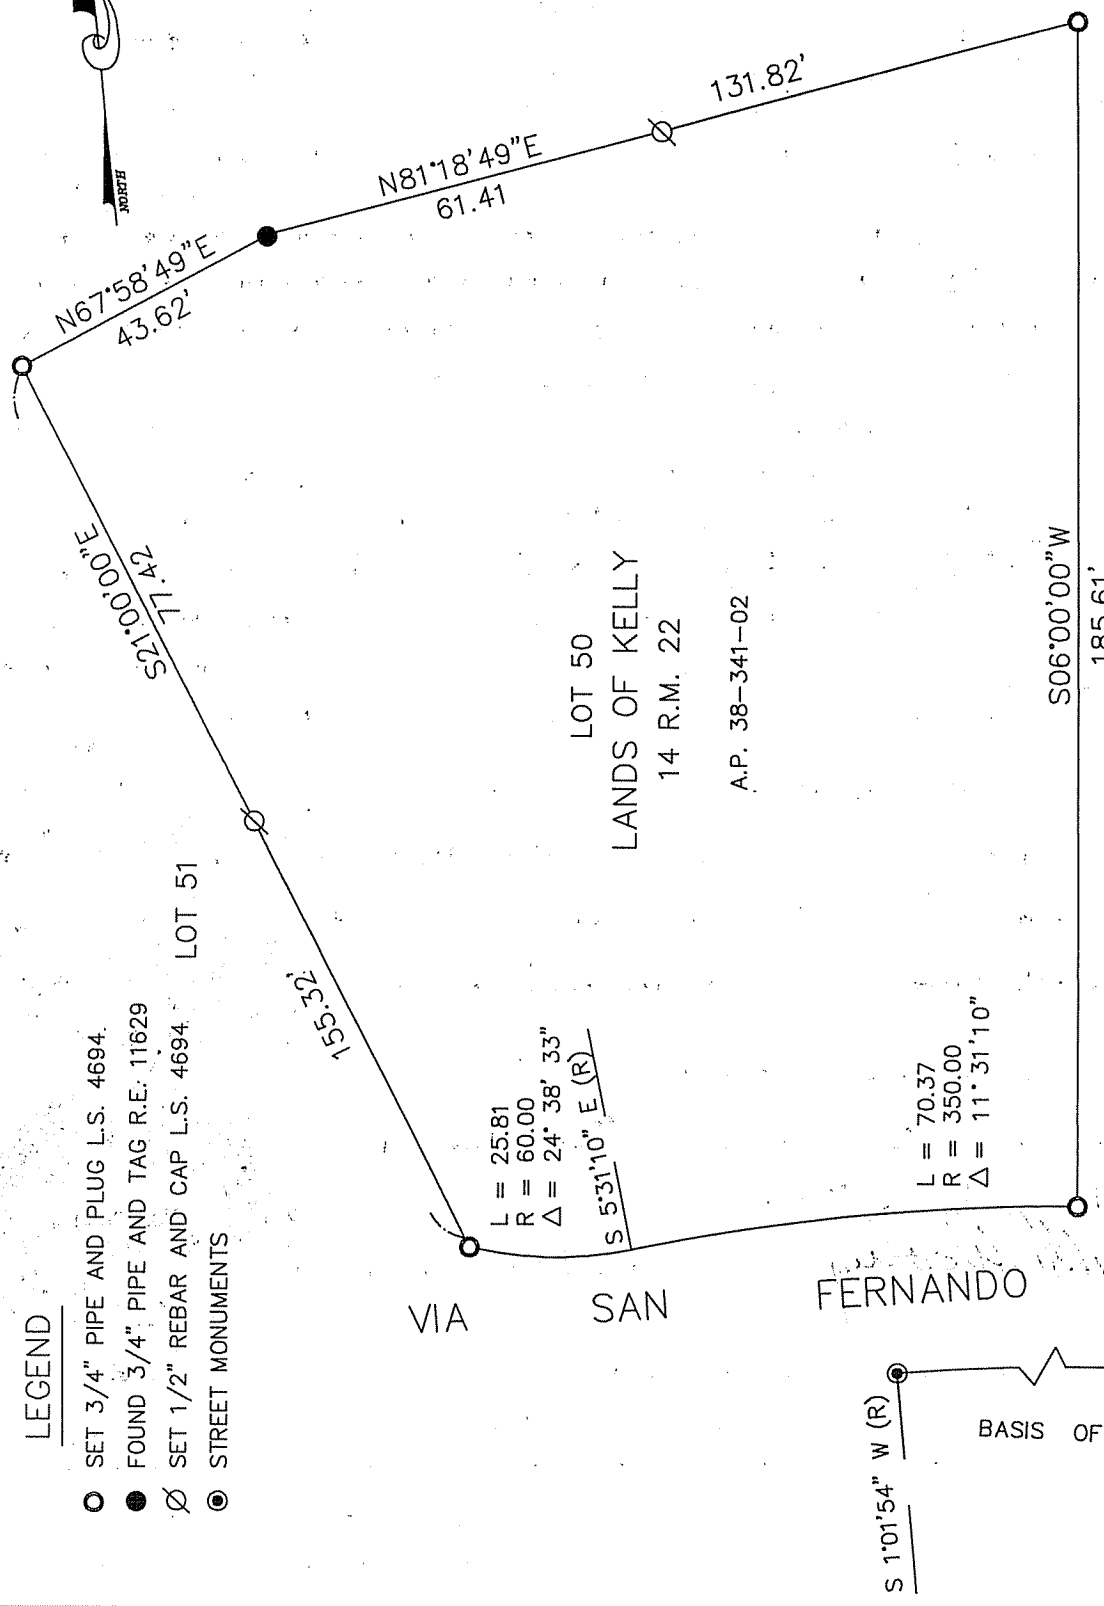 NORTH
131.82'
N81°18'49"E
61.41
N67°58'49"E
43.62'
S21°00'00"E
77.42
155.32'
LOT 51
LOT 50
LANDS OF KELLY
14 R.M. 22
A.P. 38-341-02
S06°00'00"W
185.61'
L = 25.81
R = 60.00
Δ = 24° 38' 33"
S 5°31'10" E (R)
L = 70.37
R = 350.00
Δ = 11° 31'10"
VIA SAN FERNANDO
LEGEND
SET 3/4" PIPE AND PLUG L.S. 4694
FOUND 3/4" PIPE AND TAG R.E. 11629
SET 1/2" REBAR AND CAP L.S. 4694
STREET MONUMENTS
S 1°01'54" W (R)
BASIS OF